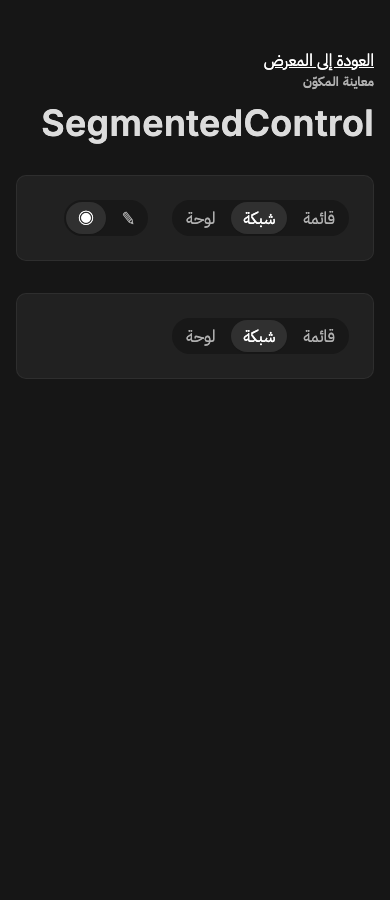 العودة إلى المعرض
معاينة المكوّن
SegmentedControl
قائمة شبكة لوحة ✎ ◉
قائمة شبكة لوحة